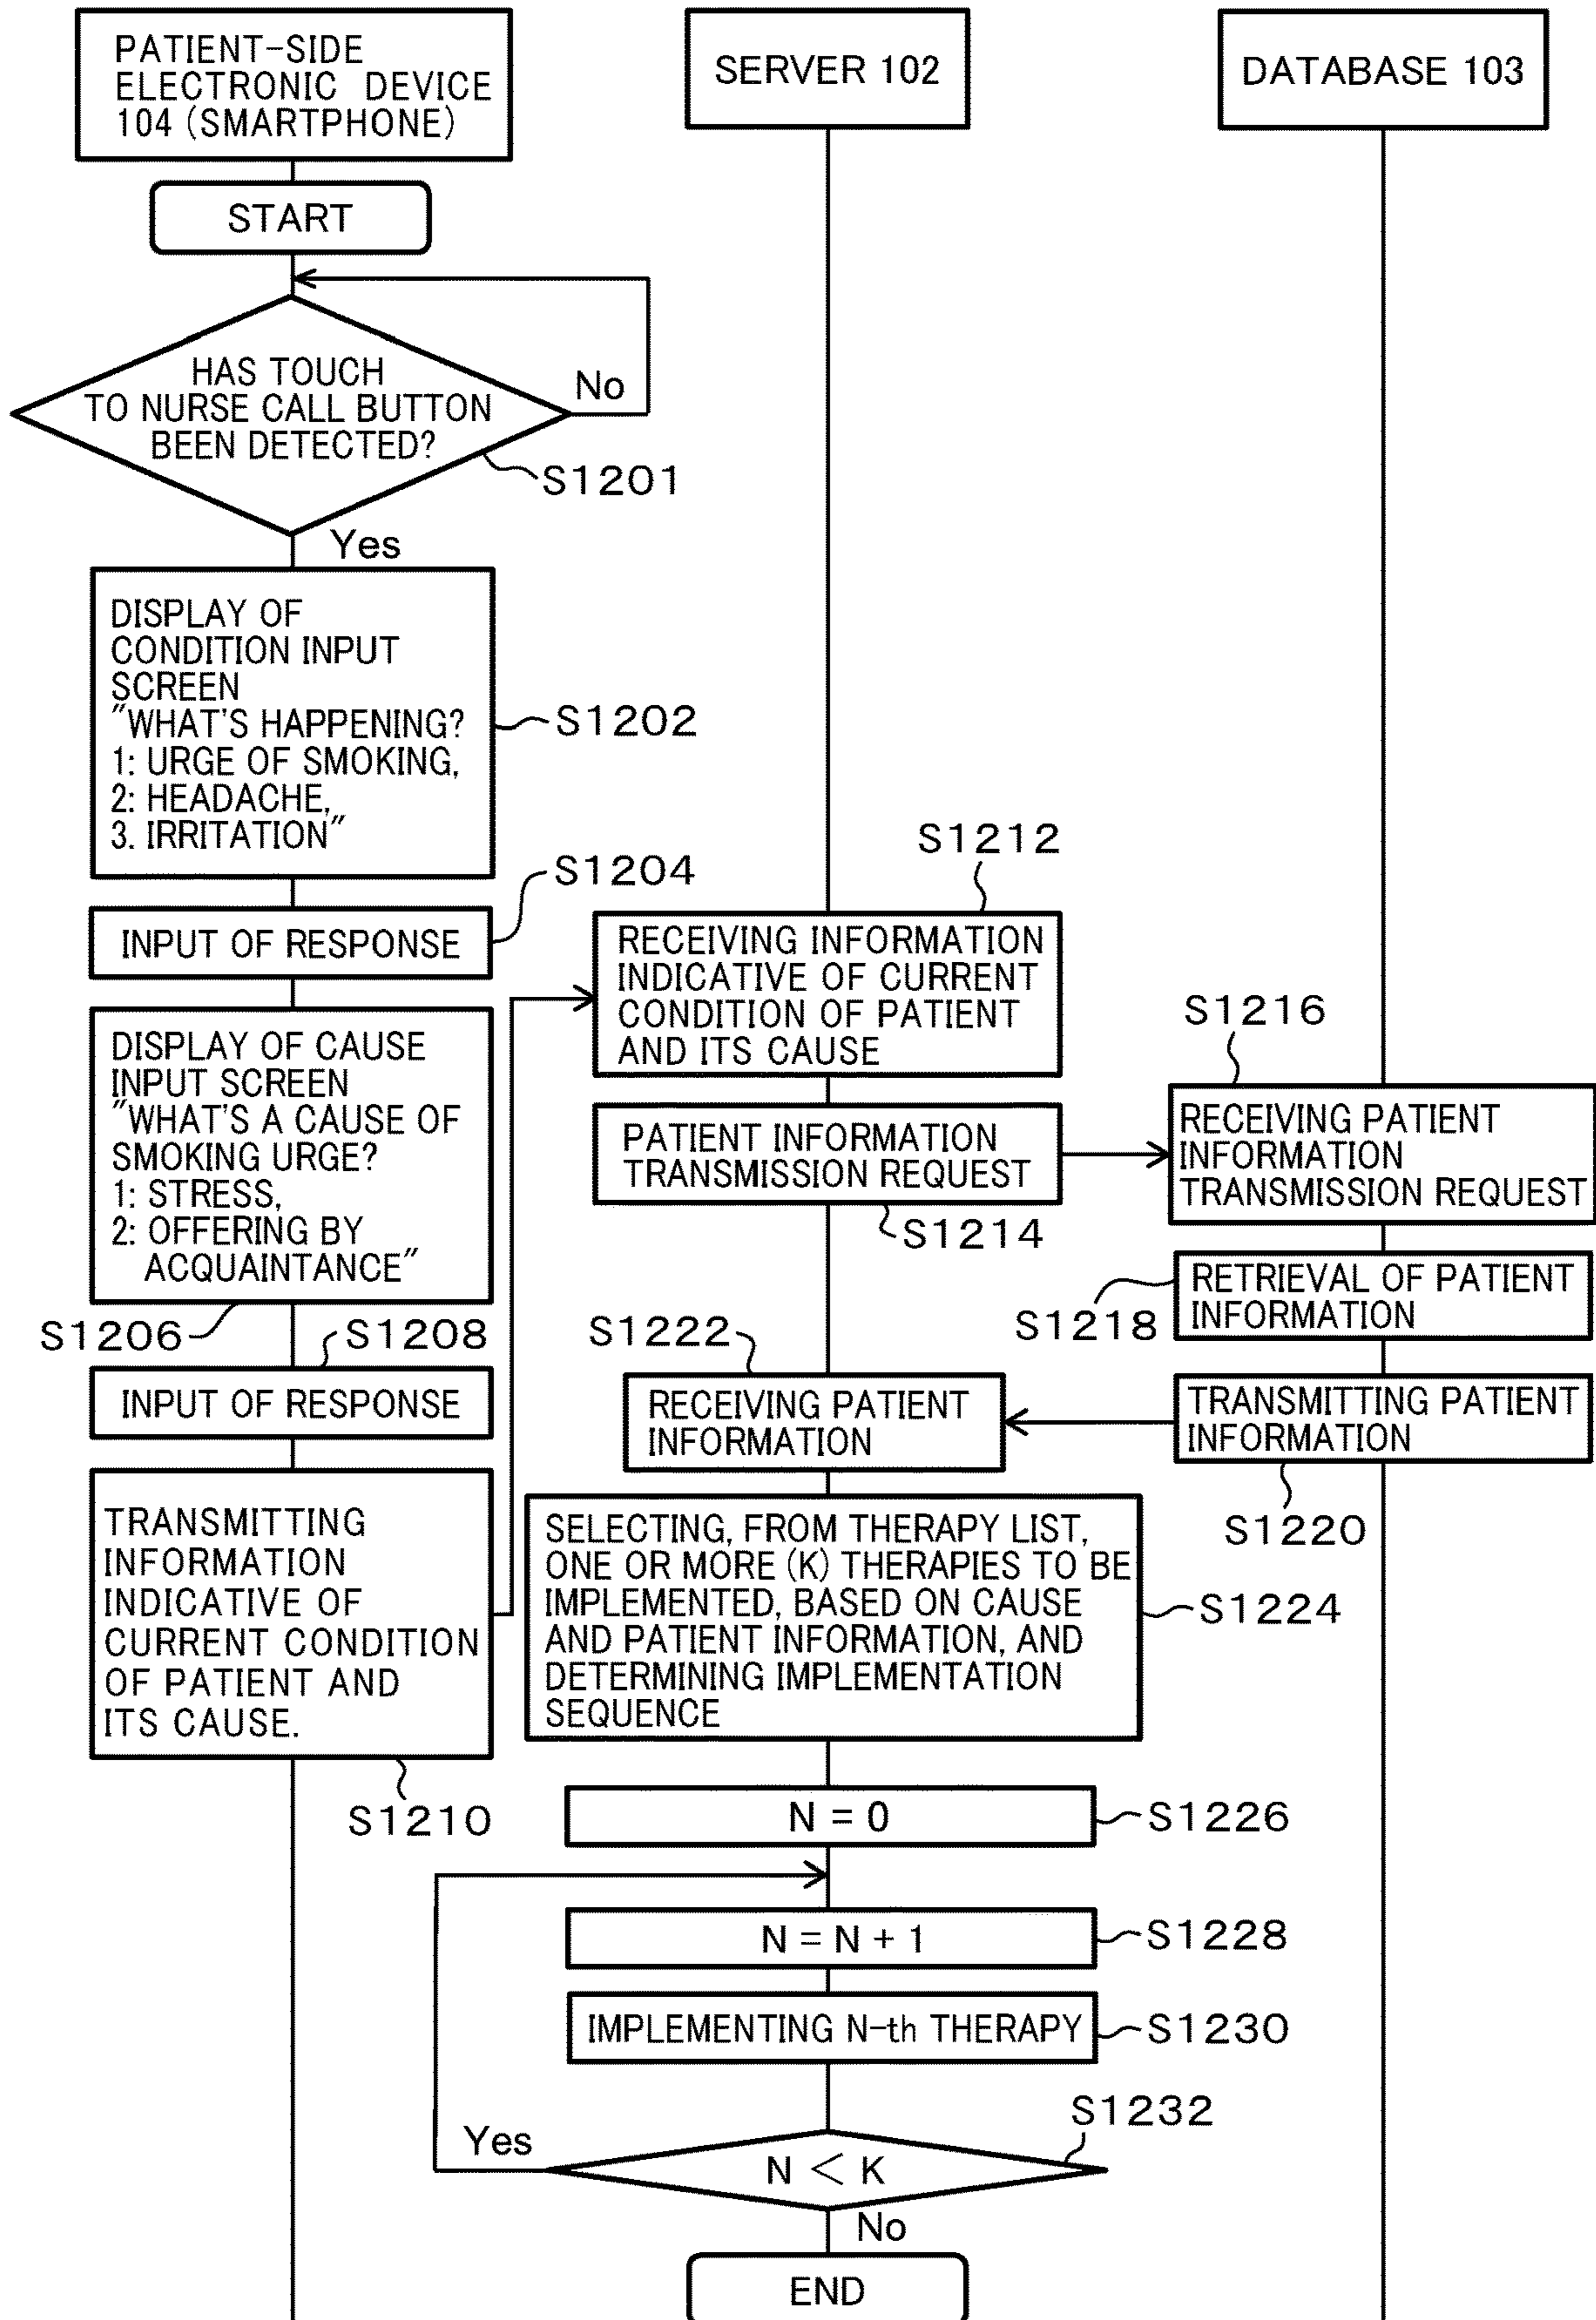 PATIENT-SIDE
ELECTRONIC DEVICE
104 (SMARTPHONE)
SERVER 102
DATABASE 103
START
HAS TOUCH
TO NURSE CALL BUTTON
BEEN DETECTED?
No
S1201
Yes
DISPLAY OF
CONDITION INPUT
SCREEN
"WHAT'S HAPPENING?
1: URGE OF SMOKING,
2: HEADACHE,
3. IRRITATION"
S1202
S1204
INPUT OF RESPONSE
DISPLAY OF CAUSE
INPUT SCREEN
"WHAT'S A CAUSE OF
SMOKING URGE?
1: STRESS,
2: OFFERING BY
ACQUAINTANCE"
S1206
S1208
INPUT OF RESPONSE
TRANSMITTING
INFORMATION
INDICATIVE OF
CURRENT CONDITION
OF PATIENT AND
ITS CAUSE.
S1210
S1212
RECEIVING INFORMATION
INDICATIVE OF CURRENT
CONDITION OF PATIENT
AND ITS CAUSE
PATIENT INFORMATION
TRANSMISSION REQUEST
S1214
S1216
RECEIVING PATIENT
INFORMATION
TRANSMISSION REQUEST
RETRIEVAL OF PATIENT
INFORMATION
S1218
TRANSMITTING PATIENT
INFORMATION
S1220
S1222
RECEIVING PATIENT
INFORMATION
SELECTING, FROM THERAPY LIST,
ONE OR MORE (K) THERAPIES TO BE
IMPLEMENTED, BASED ON CAUSE
AND PATIENT INFORMATION, AND
DETERMINING IMPLEMENTATION
SEQUENCE
S1224
N = 0
S1226
N = N + 1
S1228
IMPLEMENTING N-th THERAPY
S1230
S1232
Yes
N < K
No
END